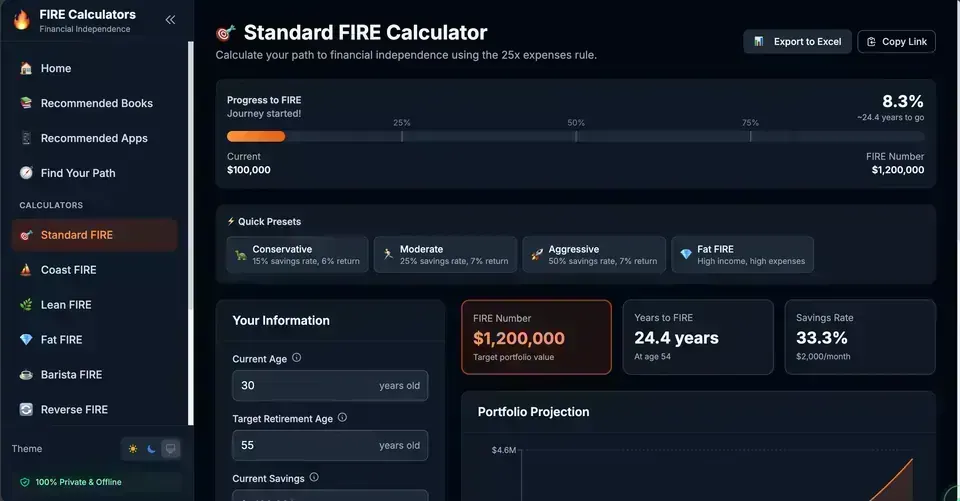 FIRE Calculators
Financial Independence
Home
Recommended Books
Recommended Apps
Find Your Path
CALCULATORS
Standard FIRE
Coast FIRE
Lean FIRE
Fat FIRE
Barista FIRE
Reverse FIRE
Theme
100% Private & Offline
Standard FIRE Calculator
Calculate your path to financial independence using the 25x expenses rule.
Export to Excel
Copy Link
Progress to FIRE
Journey started!
8.3%
~24.4 years to go
25%
50%
75%
Current
$100,000
FIRE Number
$1,200,000
Quick Presets
Conservative
15% savings rate, 6% return
Moderate
25% savings rate, 7% return
Aggressive
50% savings rate, 7% return
Fat FIRE
High income, high expenses
Your Information
Current Age
30 years old
Target Retirement Age
55 years old
Current Savings
FIRE Number
$1,200,000
Target portfolio value
Years to FIRE
24.4 years
At age 54
Savings Rate
33.3%
$2,000/month
Portfolio Projection
$4.6M